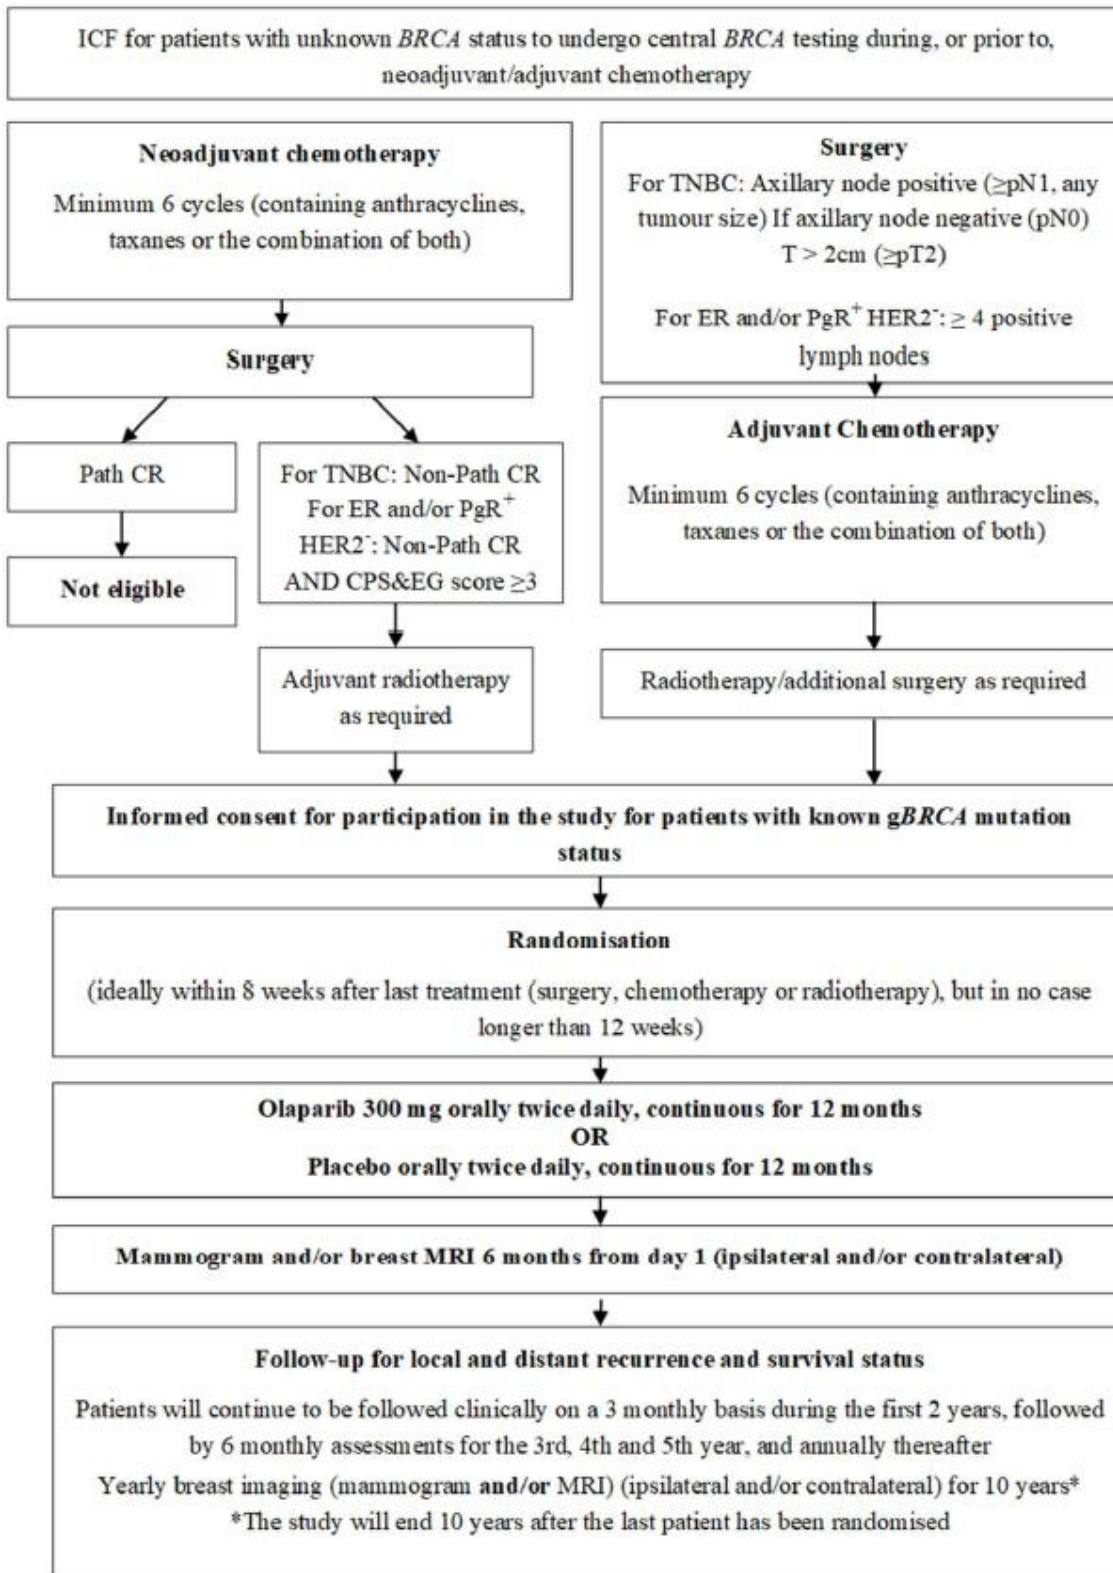 ICF for patients with unknown BRCA status to undergo central BRCA testing during, or prior to,
neoadjuvant/adjuvant chemotherapy
Neoadjuvant chemotherapy
Minimum 6 cycles (containing anthracyclines,
taxanes or the combination of both)
Surgery
Path CR
Not eligible
For TNBC: Non-Path CR
For ER and/or PgR⁺
HER2⁻: Non-Path CR
AND CPS&EG score ≥3
Adjuvant radiotherapy
as required
Surgery
For TNBC: Axillary node positive (≥pN1, any
tumour size) If axillary node negative (pN0)
T > 2cm (≥pT2)
For ER and/or PgR⁺ HER2⁻: ≥ 4 positive
lymph nodes
Adjuvant Chemotherapy
Minimum 6 cycles (containing anthracyclines,
taxanes or the combination of both)
Radiotherapy/additional surgery as required
Informed consent for participation in the study for patients with known gBRCA mutation
status
Randomisation
(ideally within 8 weeks after last treatment (surgery, chemotherapy or radiotherapy), but in no case
longer than 12 weeks)
Olaparib 300 mg orally twice daily, continuous for 12 months
OR
Placebo orally twice daily, continuous for 12 months
Mammogram and/or breast MRI 6 months from day 1 (ipsilateral and/or contralateral)
Follow-up for local and distant recurrence and survival status
Patients will continue to be followed clinically on a 3 monthly basis during the first 2 years, followed
by 6 monthly assessments for the 3rd, 4th and 5th year, and annually thereafter
Yearly breast imaging (mammogram and/or MRI) (ipsilateral and/or contralateral) for 10 years*
*The study will end 10 years after the last patient has been randomised